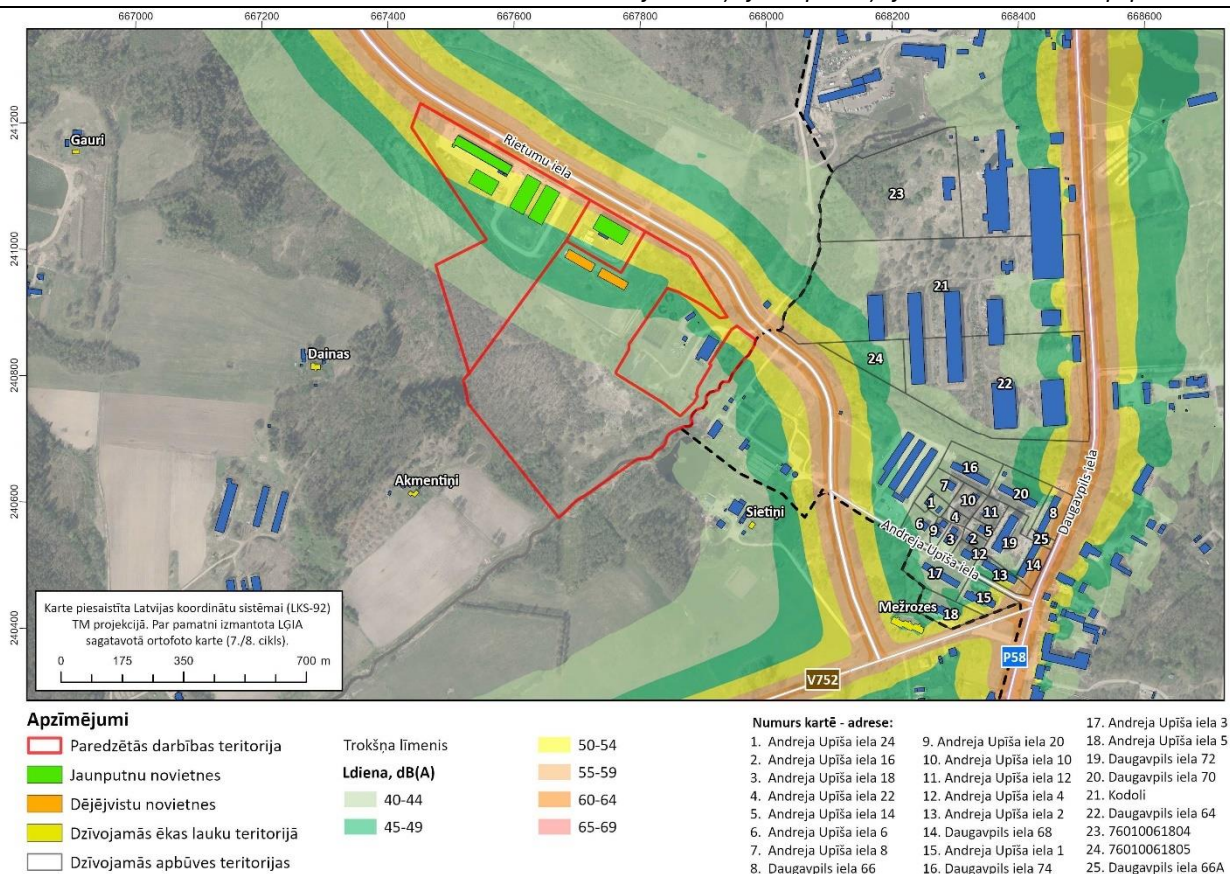 667000 667200 667400 667600 667800 668000 668200 668400 668600
241200
241000
240800
240600
240400
Gauri
Rietumu iela
23
21
Dainas
24
22
Akmentiņi
Sietiņi
16
7
20
1
10
8
4
11
6
9
5
3
2
19
25
12
Andreja Upīša iela
Daugavpils iela
17
13
14
15
18
Mežrozes
P58
V752
Karte piesaistīta Latvijas koordinātu sistēmai (LKS-92)
TM projekcijā. Par pamatni izmantota LĢIA
sagatavotā ortofoto karte (7./8. cikls).
0 175 350 700 m
Apzīmējumi
Paredzētās darbības teritorija
Jaunputnu novietnes
Dējējvistu novietnes
Dzīvojamās ēkas lauku teritorijā
Dzīvojamās apbūves teritorijas
Trokšņa līmenis
Ldiena, dB(A)
40-44
45-49
50-54
55-59
60-64
65-69
Numurs kartē - adrese:
1. Andreja Upīša iela 24
2. Andreja Upīša iela 16
3. Andreja Upīša iela 18
4. Andreja Upīša iela 22
5. Andreja Upīša iela 14
6. Andreja Upīša iela 6
7. Andreja Upīša iela 8
8. Daugavpils iela 66
9. Andreja Upīša iela 20
10. Andreja Upīša iela 10
11. Andreja Upīša iela 12
12. Andreja Upīša iela 4
13. Andreja Upīša iela 2
14. Daugavpils iela 68
15. Andreja Upīša iela 1
16. Daugavpils iela 74
17. Andreja Upīša iela 3
18. Andreja Upīša iela 5
19. Daugavpils iela 72
20. Daugavpils iela 70
21. Kodoli
22. Daugavpils iela 64
23. 76010061804
24. 76010061805
25. Daugavpils iela 66A